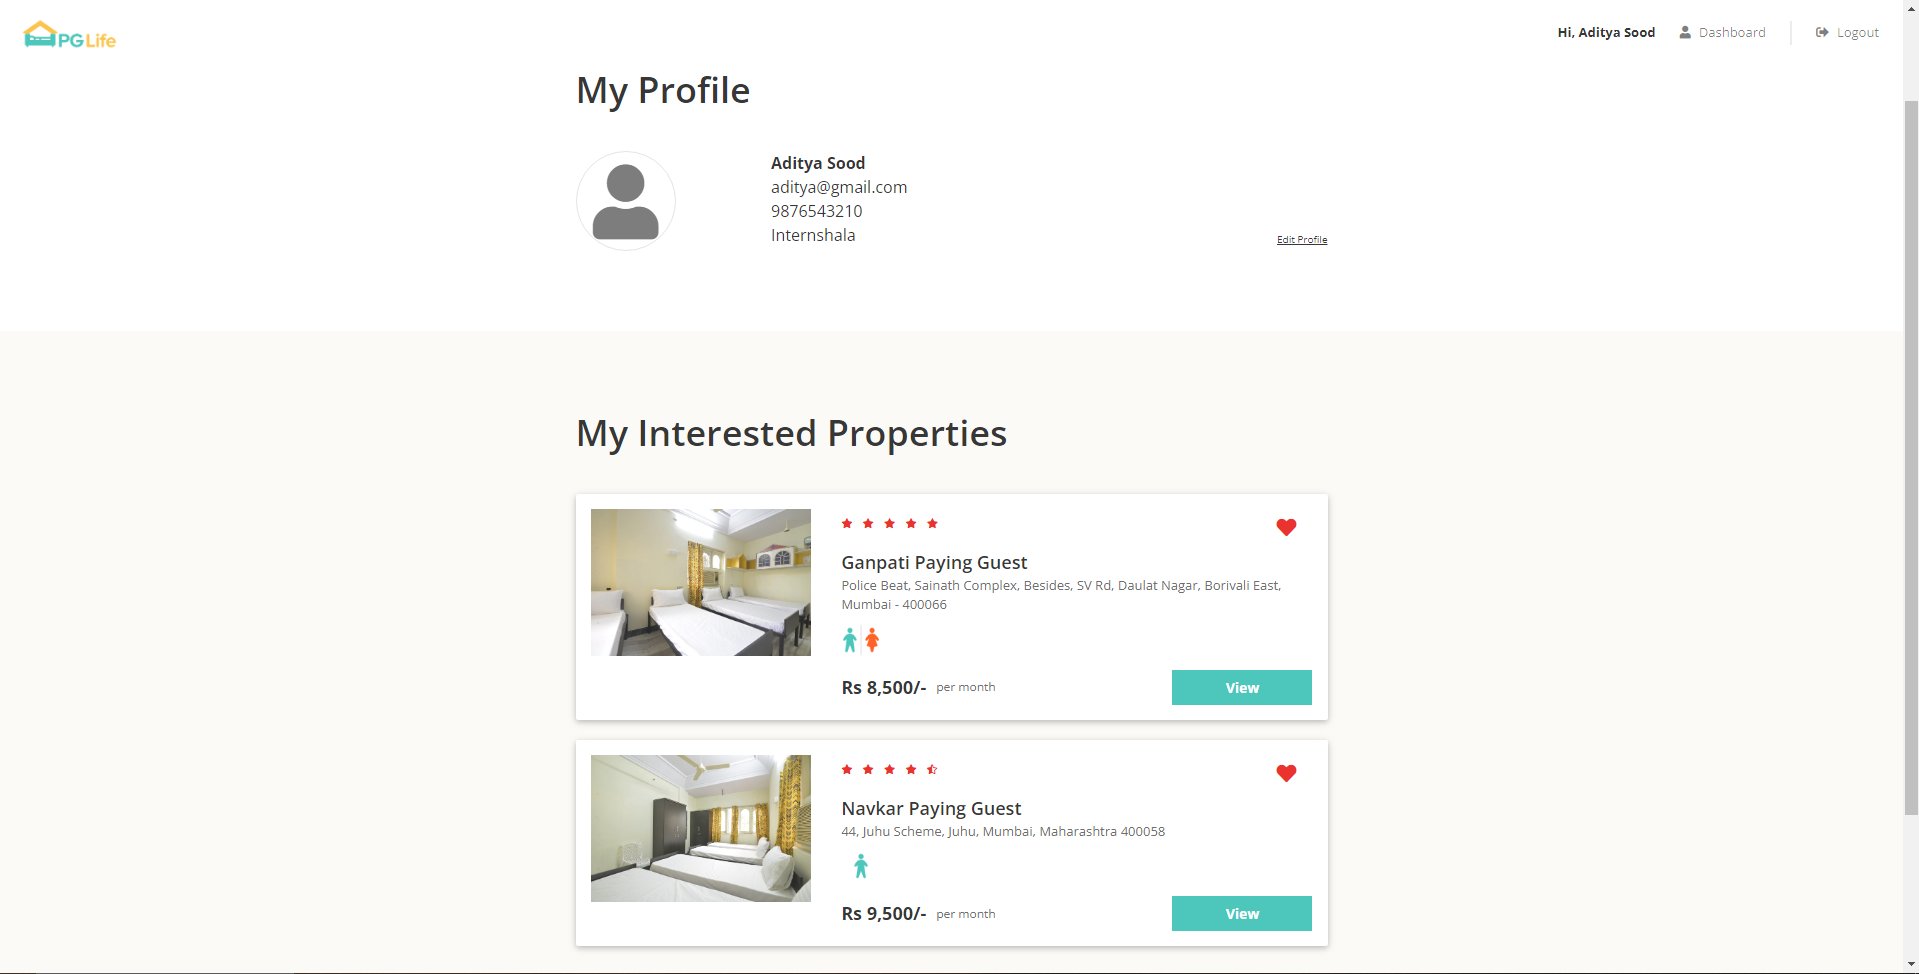 PG Life
Hi, Aditya Sood Dashboard Logout
My Profile
Aditya Sood
aditya@gmail.com
9876543210
Internshala
Edit Profile
My Interested Properties
Ganpati Paying Guest
Police Beat, Sainath Complex, Besides, SV Rd, Daulat Nagar, Borivali East,
Mumbai - 400066
Rs 8,500/- per month
View
Navkar Paying Guest
44, Juhu Scheme, Juhu, Mumbai, Maharashtra 400058
Rs 9,500/- per month
View